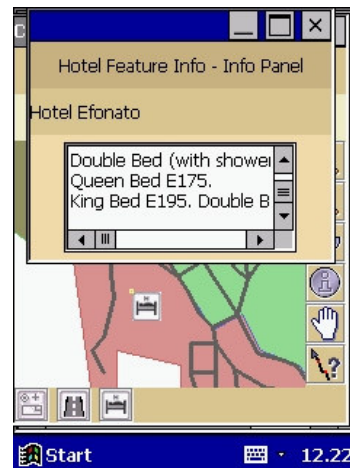 Hotel Feature Info - Info Panel
Hotel Efonato
Double Bed (with shower
Queen Bed E175.
King Bed E195. Double B
Start
12.22